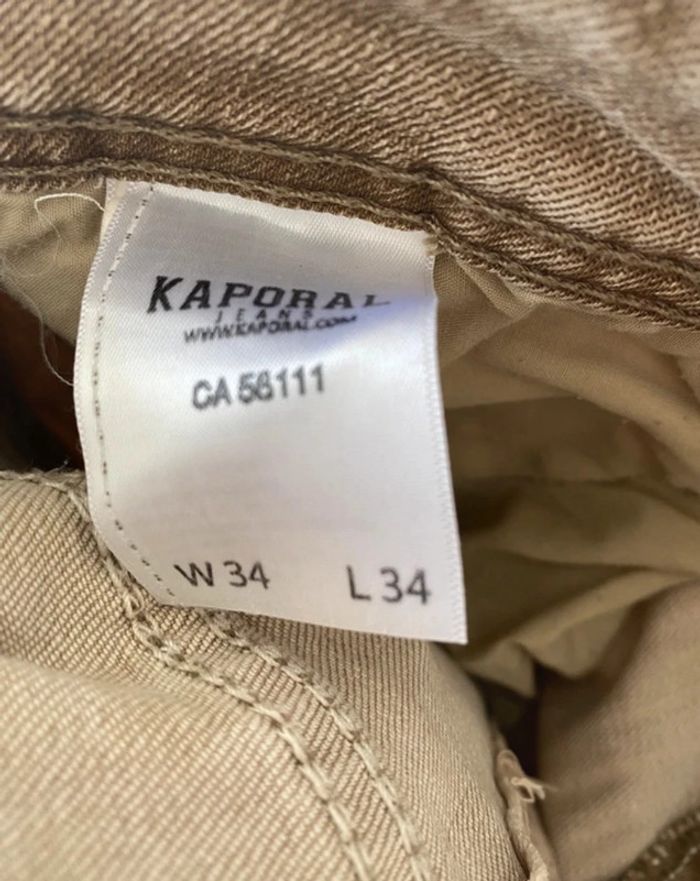 KAPORAL
JEANS
WWW.KAPORAL.COM
CA 56111
W 34 L 34